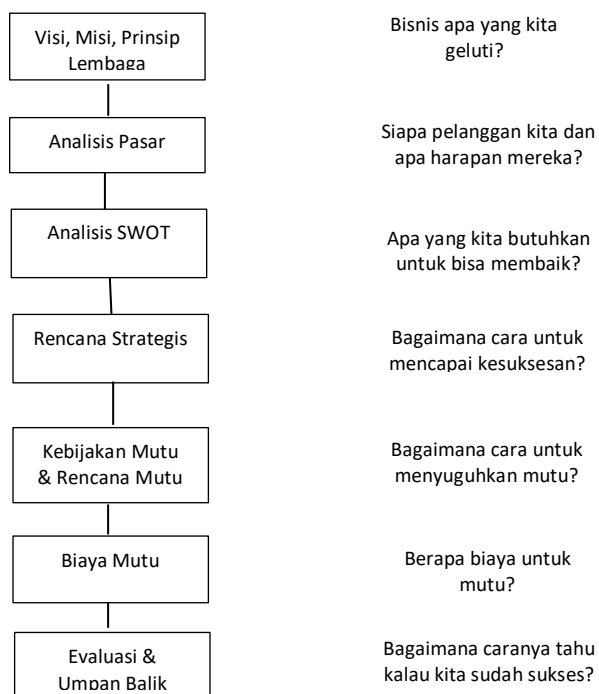 Visi, Misi, Prinsip
Lembaga
Bisnis apa yang kita
geluti?
Analisis Pasar
Siapa pelanggan kita dan
apa harapan mereka?
Analisis SWOT
Apa yang kita butuhkan
untuk bisa membaik?
Rencana Strategis
Bagaimana cara untuk
mencapai kesuksesan?
Kebijakan Mutu
& Rencana Mutu
Bagaimana cara untuk
menyuguhkan mutu?
Biaya Mutu
Berapa biaya untuk
mutu?
Evaluasi &
Umpan Balik
Bagaimana caranya tahu
kalau kita sudah sukses?